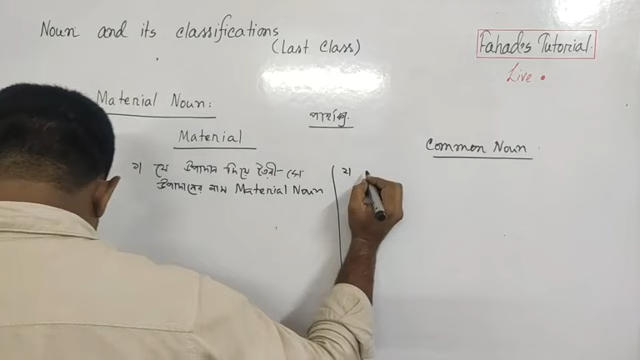 Noun and its classifications
(Last Class)
Fahades Tutorial.
Live
Material Noun:
পার্থক্য
Material
Common Noun
১) যে উপাদান দিয়ে তৈরী- সে
উপাদানের নাম Material Noun